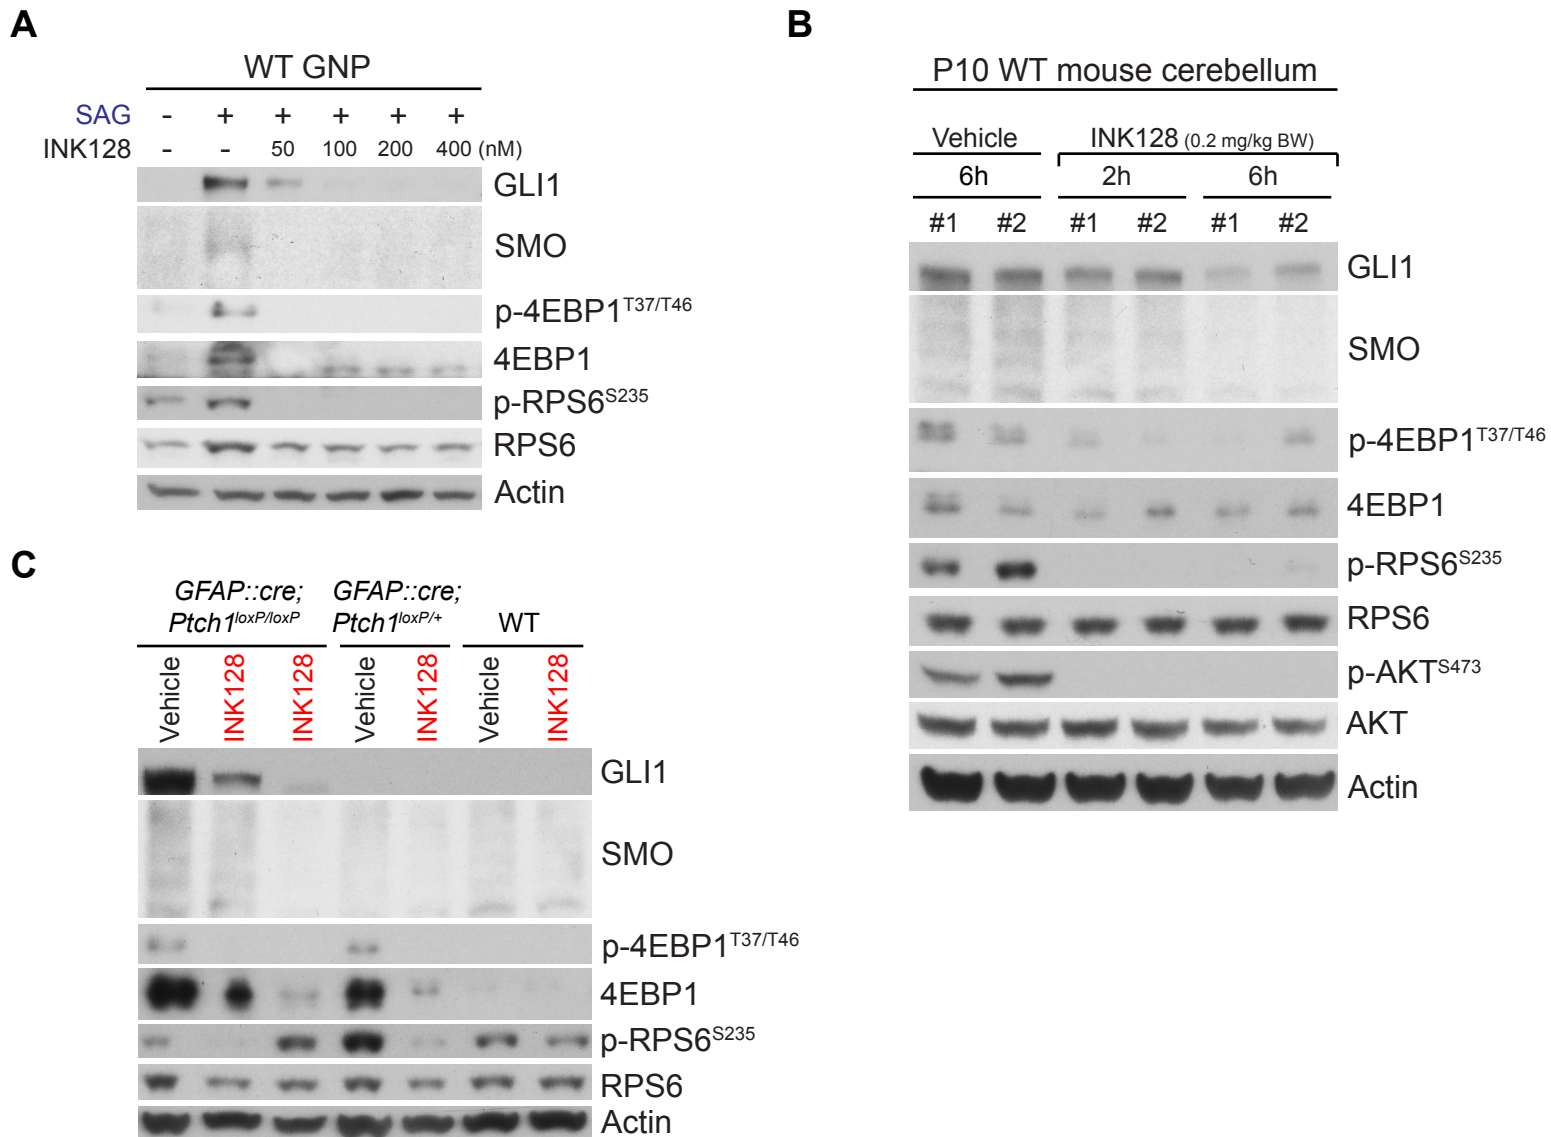 A
WT GNP
SAG - + + + + +
INK128 - - 50 100 200 400 (nM)
GLI1
SMO
p-4EBP1T37/T46
4EBP1
p-RPS6S235
RPS6
Actin
B
P10 WT mouse cerebellum
Vehicle INK128 (0.2 mg/kg BW)
6h 2h 6h
#1 #2 #1 #2 #1 #2
GLI1
SMO
p-4EBP1T37/T46
4EBP1
p-RPS6S235
RPS6
p-AKTS473
AKT
Actin
C
GFAP::cre; GFAP::cre;
Ptch1loxP/loxP Ptch1loxP/+ WT
Vehicle INK128 INK128 Vehicle INK128 Vehicle INK128
GLI1
SMO
p-4EBP1T37/T46
4EBP1
p-RPS6S235
RPS6
Actin